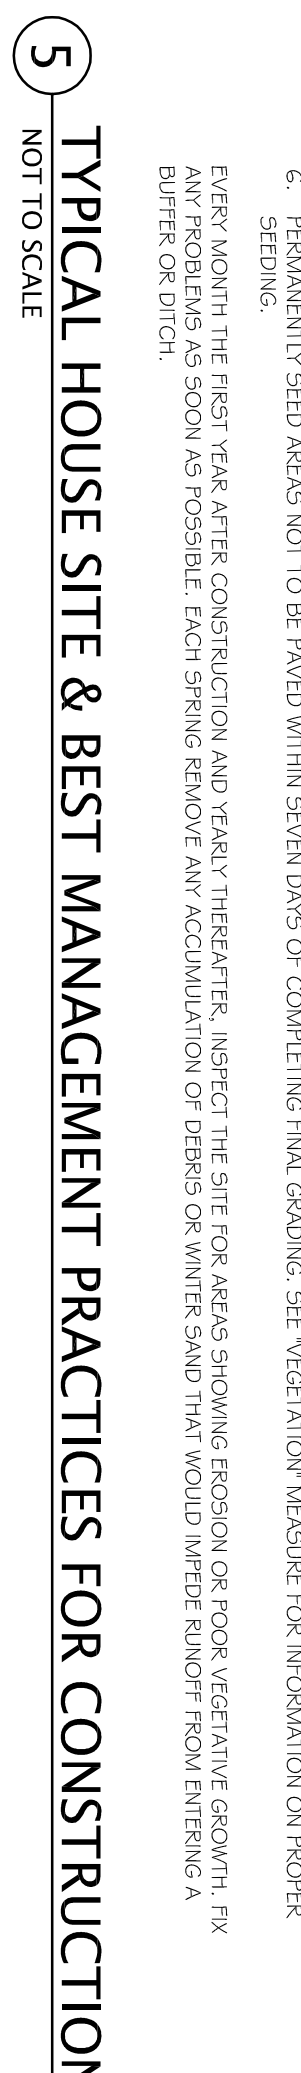 6. PERMANENTLY SEED AREAS NOT TO BE PAVED WITHIN SEVEN DAYS OF COMPLETING FINAL GRADING. SEE "VEGETATION" MEASURE FOR INFORMATION ON PROPER
SEEDING.
EVERY MONTH THE FIRST YEAR AFTER CONSTRUCTION AND YEARLY THEREAFTER, INSPECT THE SITE FOR AREAS SHOWING EROSION OR POOR VEGETATIVE GROWTH. FIX
ANY PROBLEMS AS SOON AS POSSIBLE. EACH SPRING REMOVE ANY ACCUMULATION OF DEBRIS OR WINTER SAND THAT WOULD IMPEDE RUNOFF FROM ENTERING A
BUFFER OR DITCH.
5 TYPICAL HOUSE SITE & BEST MANAGEMENT PRACTICES FOR CONSTRUCTION
NOT TO SCALE